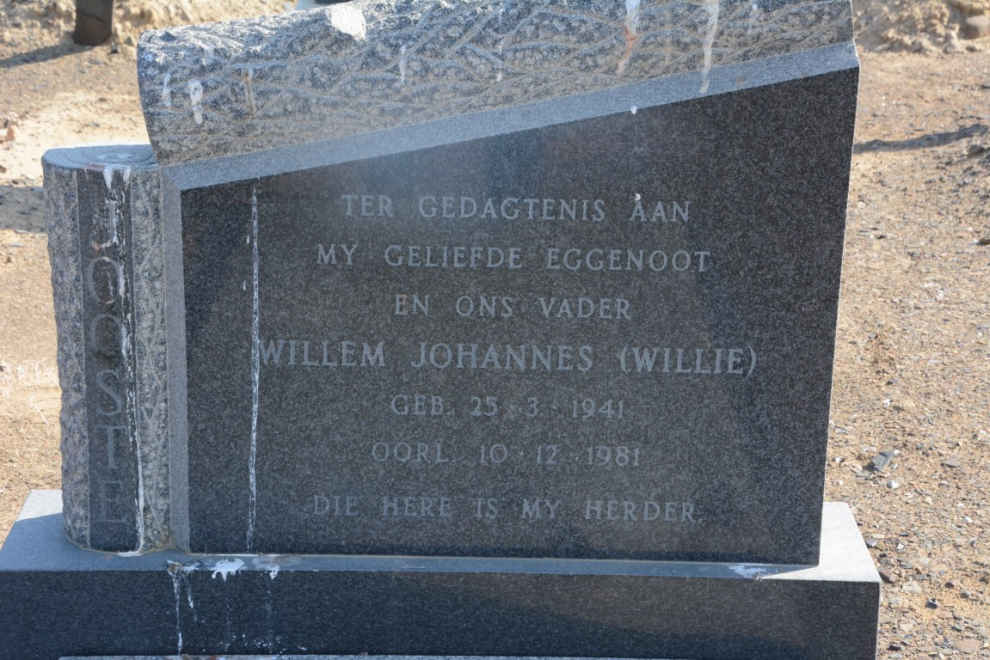 JOOSTE
TER GEDAGTENIS AAN
MY GELIEFDE EGGENOOT
EN ONS VADER
WILLEM JOHANNES (WILLIE)
GEB. 25·3·1941
OORL. 10·12·1981
DIE HERE IS MY HERDER.